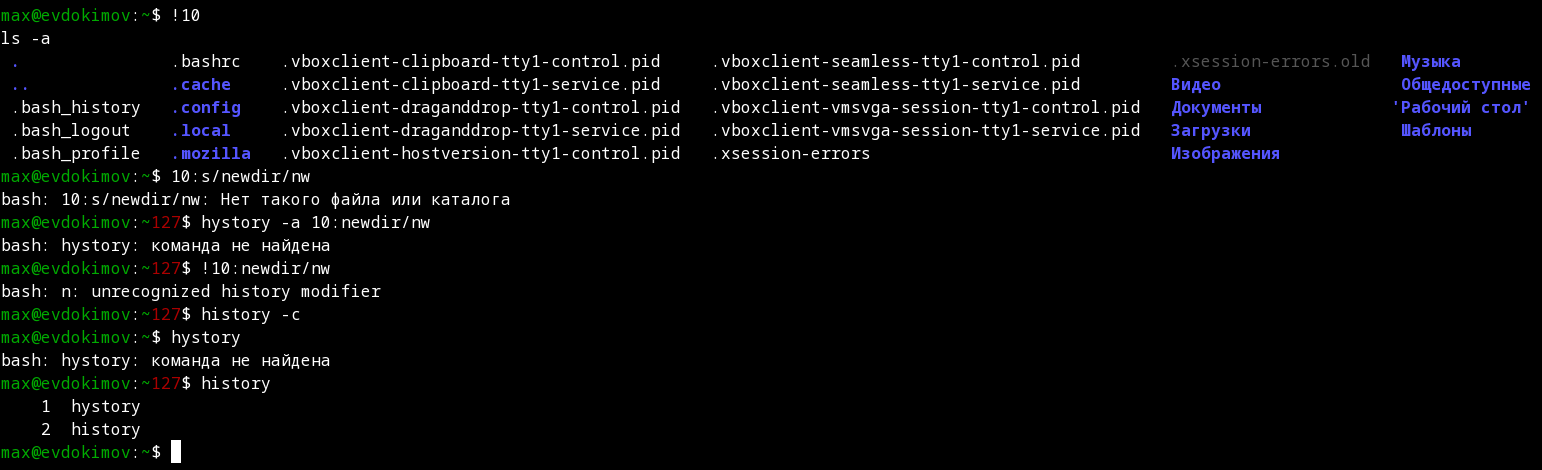 max@evdokimov:~$ !10
ls -a
.              .bashrc    .vboxclient-clipboard-tty1-control.pid     .vboxclient-seamless-tty1-control.pid         .xsession-errors.old   Музыка
..             .cache     .vboxclient-clipboard-tty1-service.pid     .vboxclient-seamless-tty1-service.pid         Видео                  Общедоступные
.bash_history   .config    .vboxclient-draganddrop-tty1-control.pid   .vboxclient-vmsvga-session-tty1-control.pid   Документы             'Рабочий стол'
.bash_logout    .local     .vboxclient-draganddrop-tty1-service.pid   .vboxclient-vmsvga-session-tty1-service.pid   Загрузки               Шаблоны
.bash_profile   .mozilla   .vboxclient-hostversion-tty1-control.pid   .xsession-errors                              Изображения
max@evdokimov:~$ 10:s/newdir/nw
bash: 10:s/newdir/nw: Нет такого файла или каталога
max@evdokimov:~127$ hystory -a 10:newdir/nw
bash: hystory: команда не найдена
max@evdokimov:~127$ !10:newdir/nw
bash: n: unrecognized history modifier
max@evdokimov:~127$ history -c
max@evdokimov:~$ hystory
bash: hystory: команда не найдена
max@evdokimov:~127$ history
1  hystory
2  history
max@evdokimov:~$